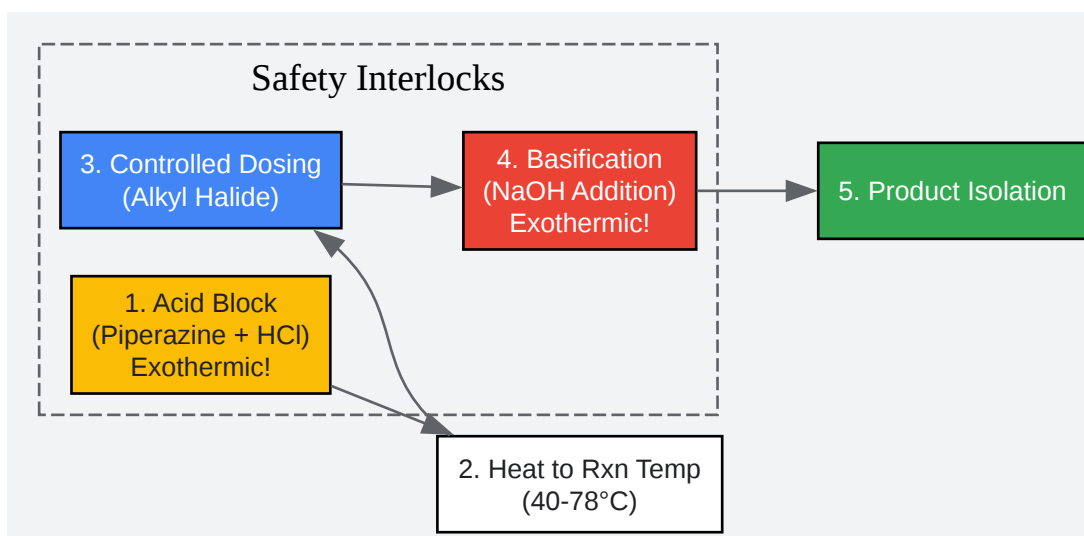 Safety Interlocks
3. Controlled Dosing
(Alkyl Halide)
4. Basification
(NaOH Addition)
Exothermic!
5. Product Isolation
1. Acid Block
(Piperazine + HCl)
Exothermic!
2. Heat to Rxn Temp
(40-78°C)